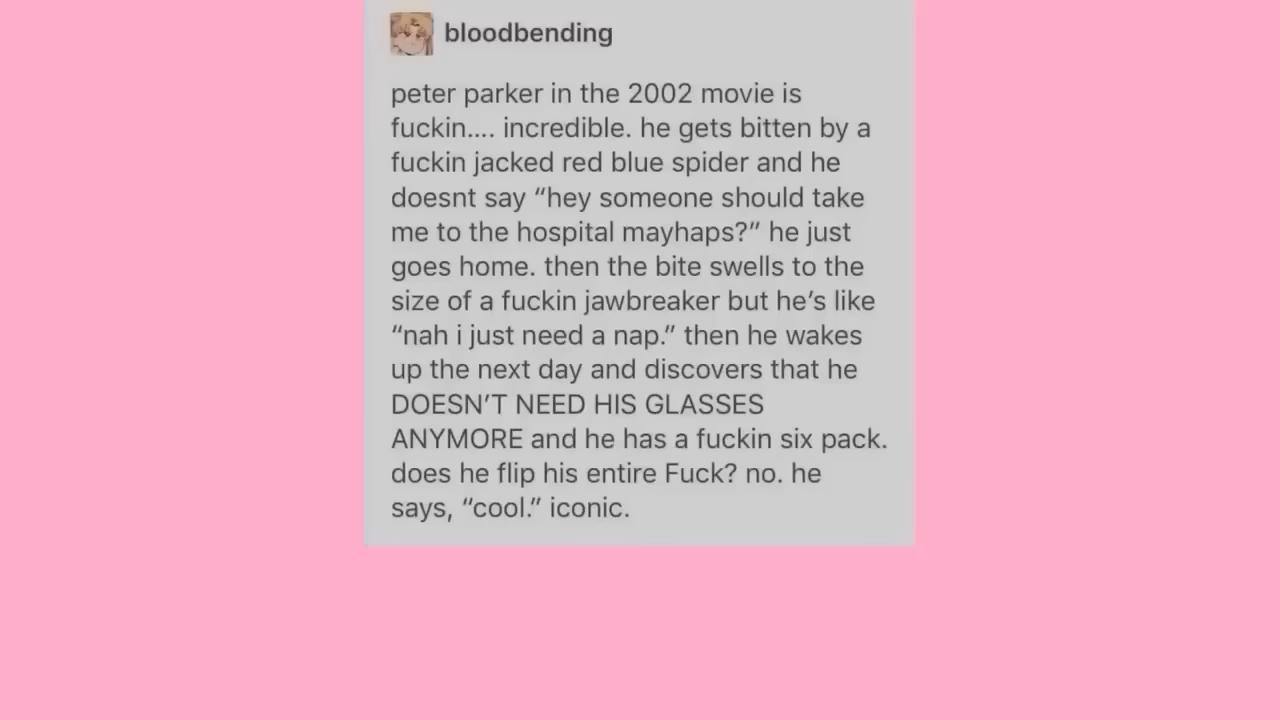 bloodbending
peter parker in the 2002 movie is
fuckin.... incredible. he gets bitten by a
fuckin jacked red blue spider and he
doesnt say “hey someone should take
me to the hospital mayhaps?” he just
goes home. then the bite swells to the
size of a fuckin jawbreaker but he’s like
“nah i just need a nap.” then he wakes
up the next day and discovers that he
DOESN’T NEED HIS GLASSES
ANYMORE and he has a fuckin six pack.
does he flip his entire Fuck? no. he
says, “cool.” iconic.